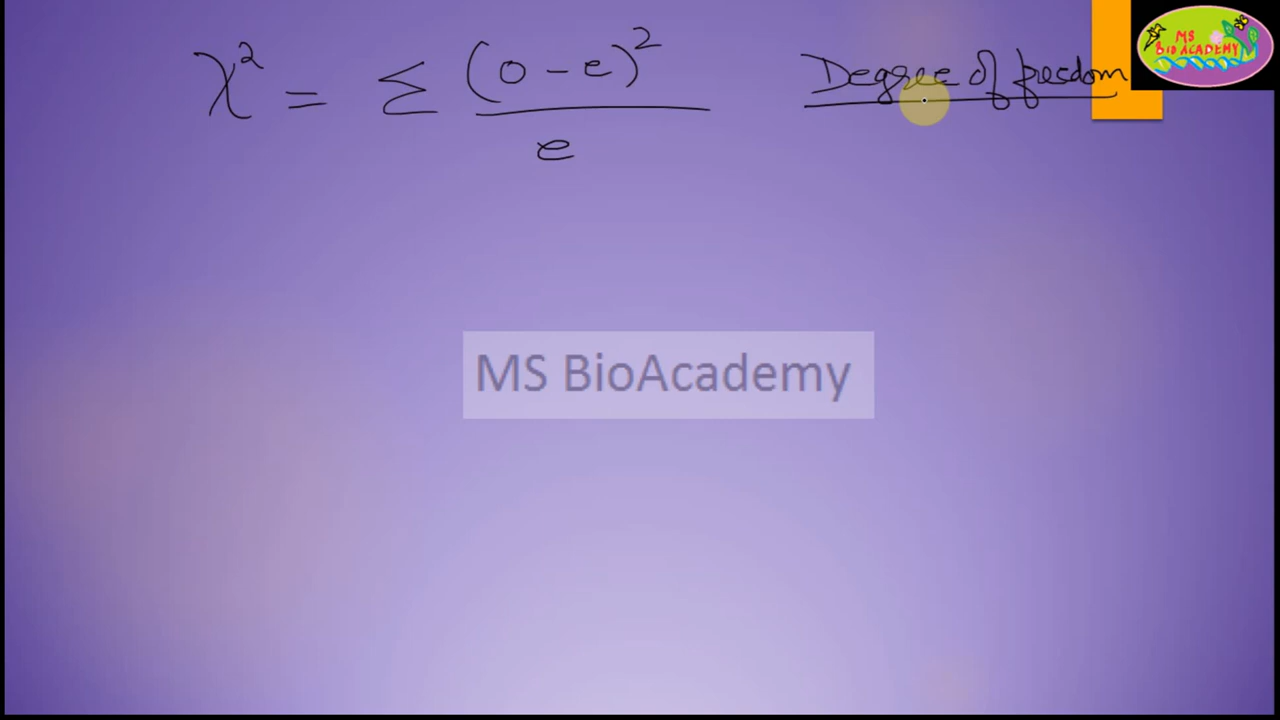 χ² = Σ (o - e)² / e
Degree of freedom
MS
BIO ACADEMY
MS BioAcademy